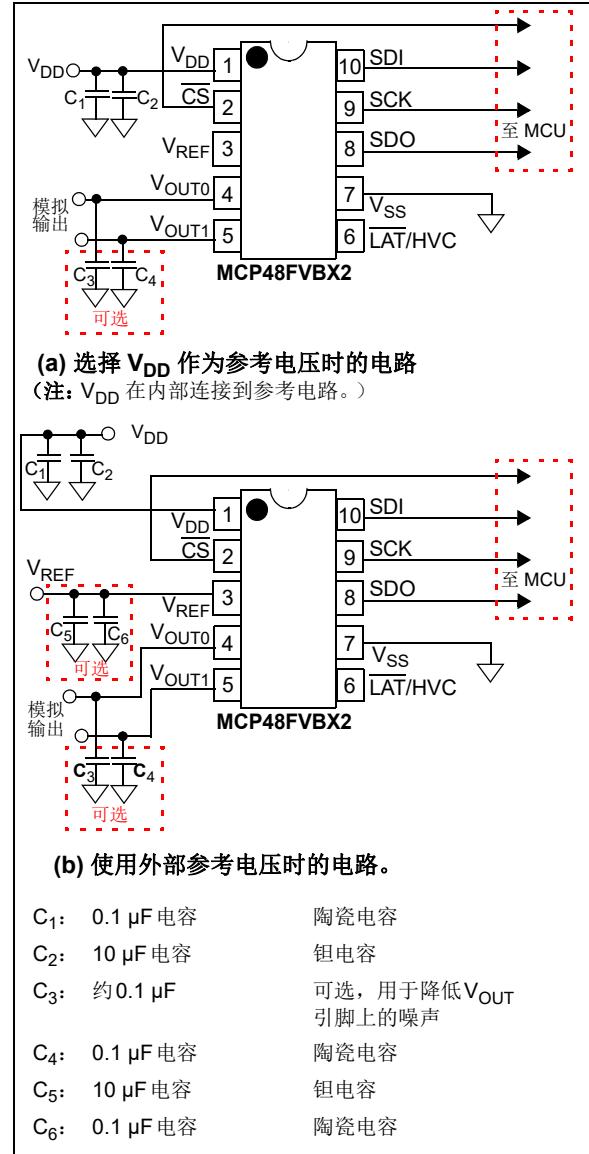 VDD
VDD 1
C1 C2
CS 2
VREF 3
VOUT0 4
模拟
输出
VOUT1 5
C3 C4
可选
10 SDI
9 SCK
8 SDO
至 MCU
7 VSS
6 LAT/HVC
MCP48FVBX2
(a) 选择 VDD 作为参考电压时的电路
（注：VDD 在内部连接到参考电路。）
VDD
C1 C2
VDD 1
CS 2
VREF
VREF 3
C5 C6
可选
VOUT0 4
VOUT1 5
模拟
输出
C3 C4
可选
10 SDI
9 SCK
8 SDO
至 MCU
7 VSS
6 LAT/HVC
MCP48FVBX2
(b) 使用外部参考电压时的电路。
C1： 0.1 µF 电容 陶瓷电容
C2： 10 µF 电容 钽电容
C3： 约0.1 µF 可选，用于降低VOUT
引脚上的噪声
C4： 0.1 µF 电容 陶瓷电容
C5： 10 µF 电容 钽电容
C6： 0.1 µF 电容 陶瓷电容